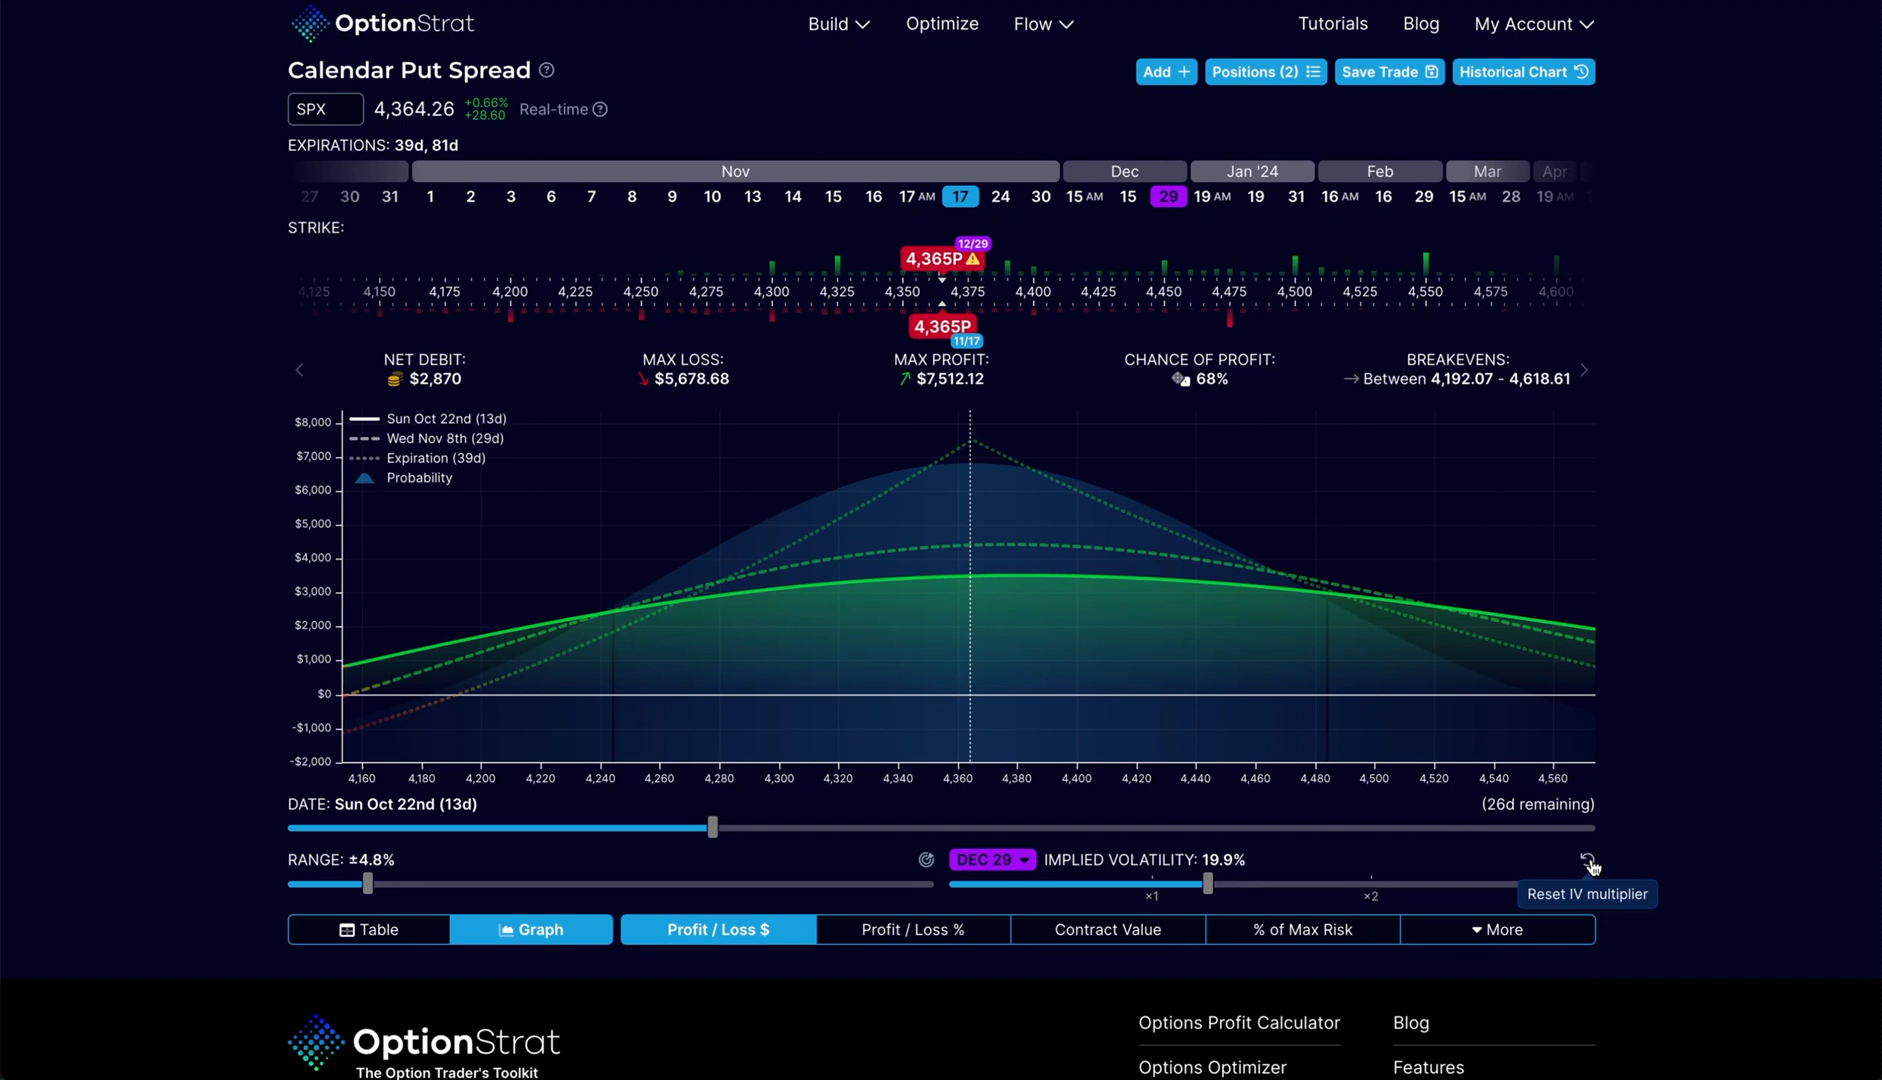 OptionStrat
Build
Optimize
Flow
Tutorials
Blog
My Account
Calendar Put Spread
Add +
Positions (2)
Save Trade
Historical Chart
SPX
4,364.26
+0.66%
+28.60
Real-time
EXPIRATIONS: 39d, 81d
Nov
Dec
Jan '24
Feb
Mar
Apr
27 30 31 1 2 3 6 7 8 9 10 13 14 15 16 17 AM 17 24 30 15 AM 15 29 19 AM 19 31 16 AM 16 29 15 AM 28 19 AM
STRIKE:
12/29
4,365P
4,125 4,150 4,175 4,200 4,225 4,250 4,275 4,300 4,325 4,350 4,375 4,400 4,425 4,450 4,475 4,500 4,525 4,550 4,575 4,600
4,365P
11/17
NET DEBIT:
$2,870
MAX LOSS:
$5,678.68
MAX PROFIT:
$7,512.12
CHANCE OF PROFIT:
68%
BREAKEVENS:
Between 4,192.07 - 4,618.61
Sun Oct 22nd (13d)
Wed Nov 8th (29d)
Expiration (39d)
Probability
$8,000
$7,000
$6,000
$5,000
$4,000
$3,000
$2,000
$1,000
$0
-$1,000
-$2,000
4,160 4,180 4,200 4,220 4,240 4,260 4,280 4,300 4,320 4,340 4,360 4,380 4,400 4,420 4,440 4,460 4,480 4,500 4,520 4,540 4,560
DATE: Sun Oct 22nd (13d)
(26d remaining)
RANGE: ±4.8%
DEC 29
IMPLIED VOLATILITY: 19.9%
×1
×2
Reset IV multiplier
Table
Graph
Profit / Loss $
Profit / Loss %
Contract Value
% of Max Risk
More
OptionStrat
The Option Trader's Toolkit
Options Profit Calculator
Options Optimizer
Blog
Features